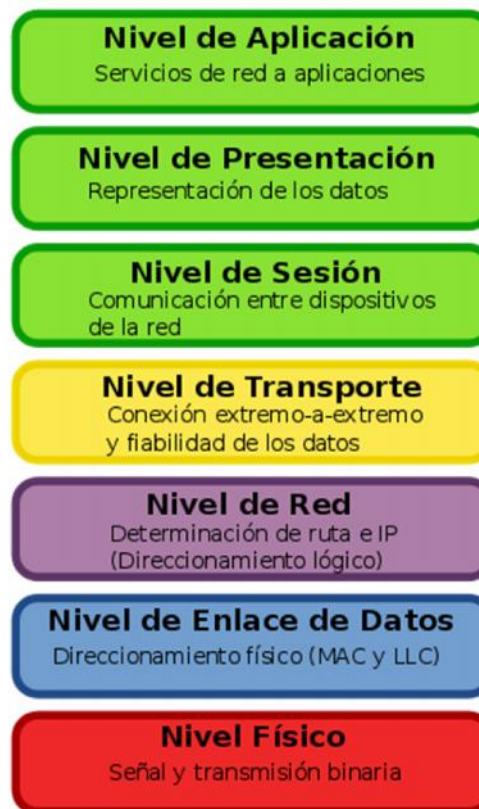 Nivel de Aplicación
Servicios de red a aplicaciones
Nivel de Presentación
Representación de los datos
Nivel de Sesión
Comunicación entre dispositivos
de la red
Nivel de Transporte
Conexión extremo-a-extremo
y fiabilidad de los datos
Nivel de Red
Determinación de ruta e IP
(Direccionamiento lógico)
Nivel de Enlace de Datos
Direccionamiento físico (MAC y LLC)
Nivel Físico
Señal y transmisión binaria